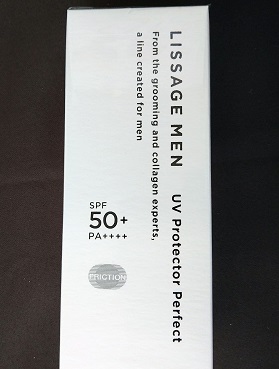 LISSAGE MEN UV Protector Perfect
From the grooming and collagen experts,
a line created for men
SPF
50+
PA++++
FRICTION